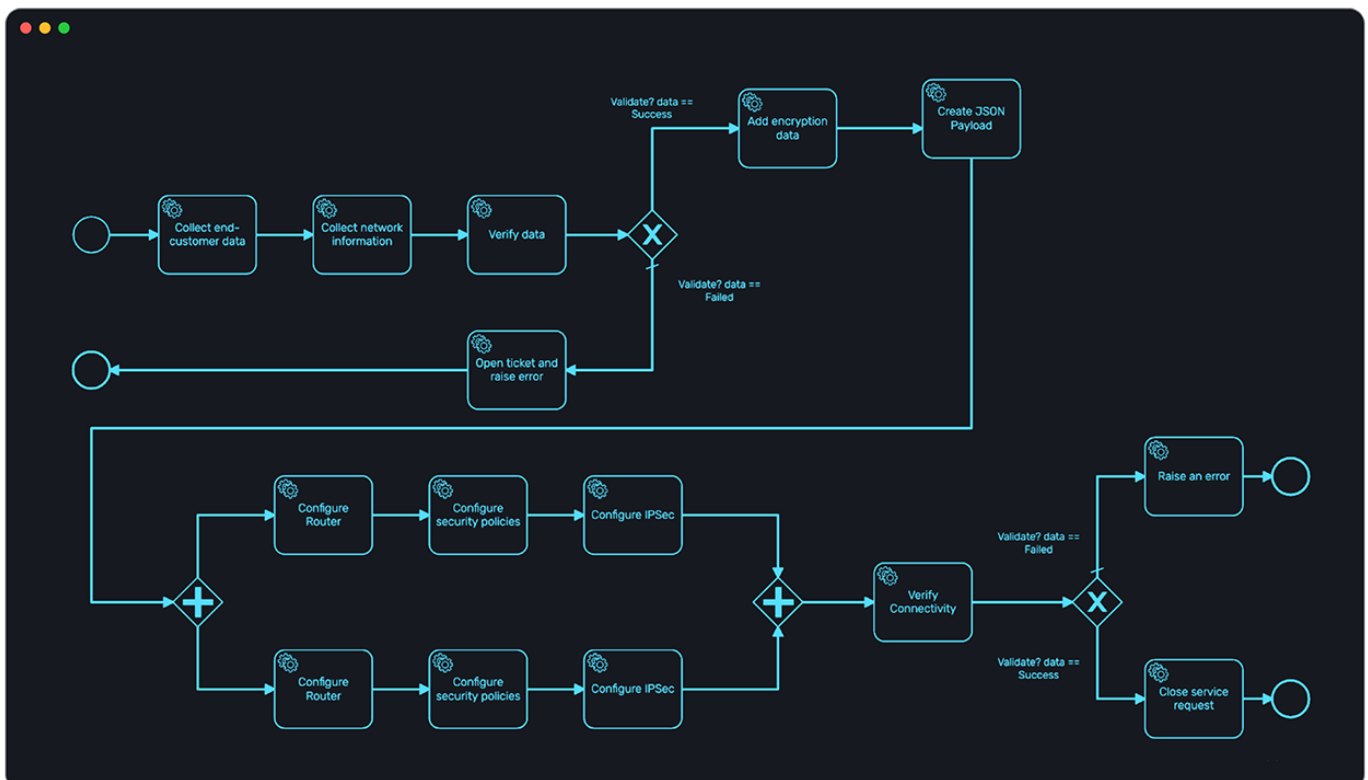 Validate? data ==
Success
Add encryption
data
Create JSON
Payload
Collect end-
customer data
Collect network
information
Verify data
X
Validate? data ==
Failed
Open ticket and
raise error
Configure
Router
Configure
security policies
Configure IPSec
Validate? data ==
Failed
Raise an error
Verify
Connectivity
X
Configure
Router
Configure
security policies
Configure IPSec
Validate? data ==
Success
Close service
request